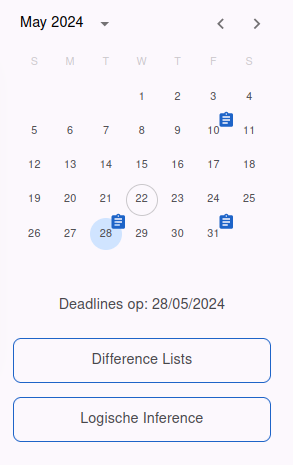 May 2024
S M T W T F S
1 2 3 4
5 6 7 8 9 10 11
12 13 14 15 16 17 18
19 20 21 22 23 24 25
26 27 28 29 30 31
Deadlines op: 28/05/2024
Difference Lists
Logische Inference